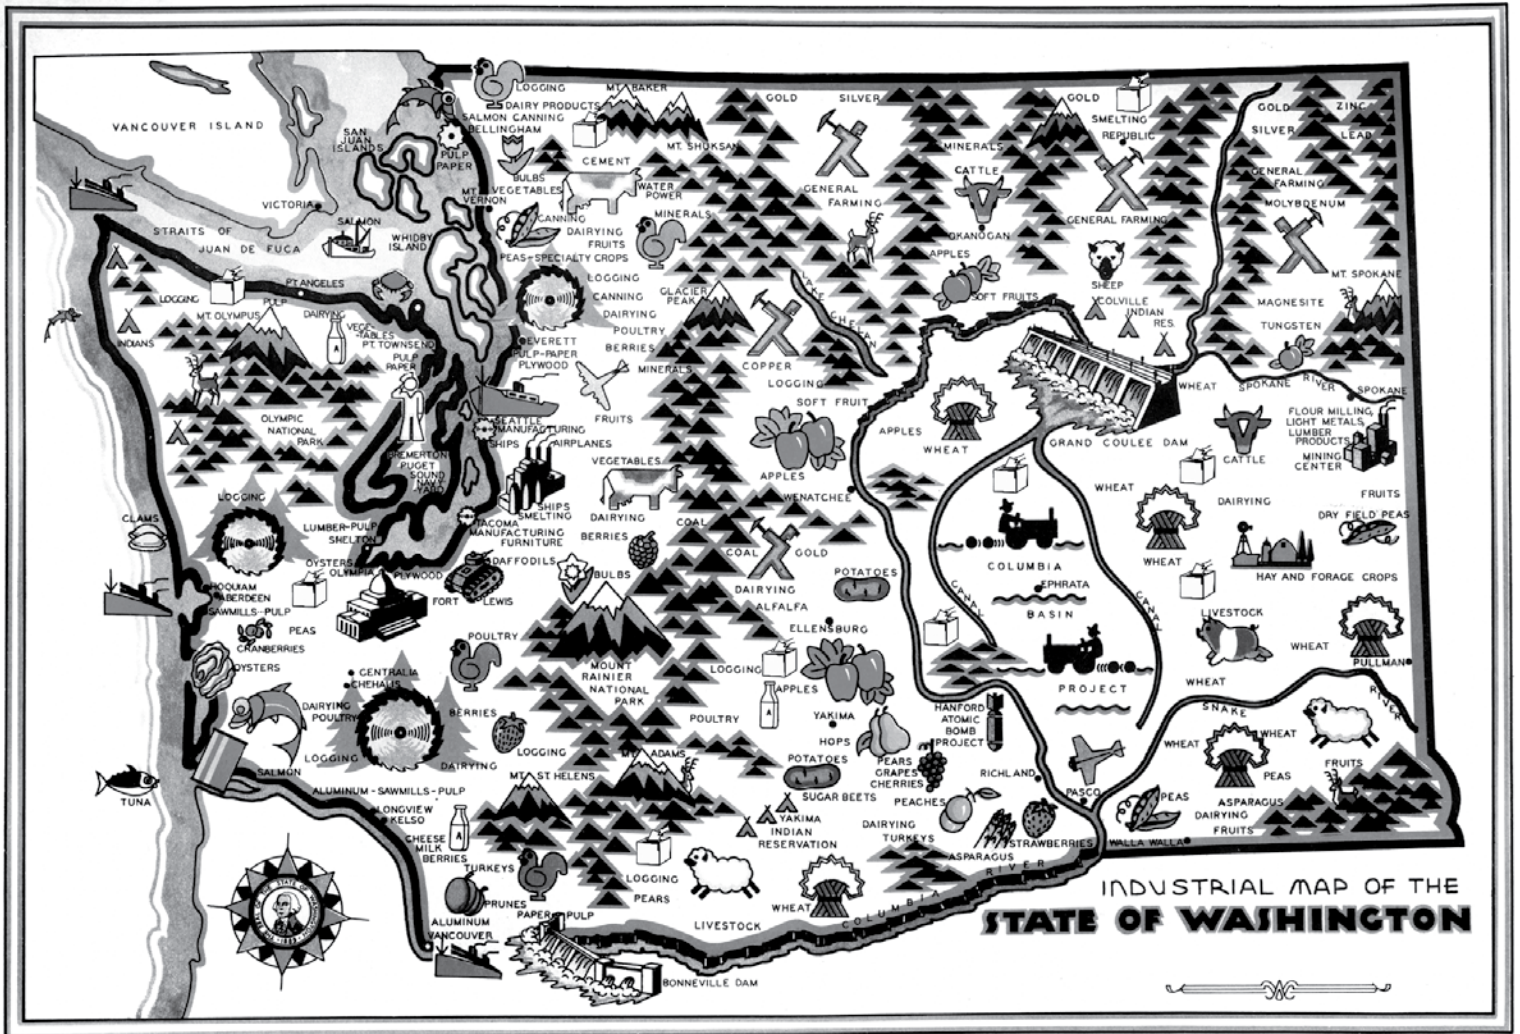 LOGGING
DAIRY PRODUCTS
SALMON CANNING
BELLINGHAM
MT. BAKER
GOLD
SILVER
GOLD
SMELTING
REPUBLIC
GOLD
ZINC
SILVER
LEAD
VANCOUVER ISLAND
SAN
JUAN
ISLANDS
PULP
PAPER
CEMENT
MT. SHUKSAN
MINERALS
BULBS
VEGETABLES
MT.
VERNON
WATER
POWER
CATTLE
GENERAL
FARMING
GENERAL
FARMING
MOLYBDENUM
VICTORIA
SALMON
CANNING
DAIRYING
FRUITS
MINERALS
OKANOGAN
GENERAL FARMING
STRAITS OF
JUAN DE FUCA
WHIDBY
ISLAND
PEAS-SPECIALTY CROPS
APPLES
SOFT FRUITS
SHEEP
MT. SPOKANE
LOGGING
CANNING
DAIRYING
POULTRY
BERRIES
GLACIER
PEAK
LAKE CHELAN
COLVILLE
INDIAN
RES.
MAGNESITE
TUNGSTEN
LOGGING
PULP
PT. ANGELES
MT. OLYMPUS
DAIRYING
VEGE-
TABLES
PT. TOWNSEND
PULP
PAPER
INDIANS
EVERETT
PULP-PAPER
PLYWOOD
MINERALS
COPPER
LOGGING
SOFT FRUIT
WHEAT
SPOKANE RIVER
SPOKANE
OLYMPIC
NATIONAL
PARK
SEATTLE
MANUFACTURING
SHIPS
AIRPLANES
FRUITS
APPLES
WHEAT
GRAND COULEE DAM
FLOUR MILLING,
LIGHT METALS,
LUMBER
PRODUCTS
MINING
CENTER
CATTLE
BREMERTON
PUGET
SOUND
NAVY
-YARD
VEGETABLES
APPLES
WENATCHEE
WHEAT
DAIRYING
FRUITS
DRY FIELD PEAS
LOGGING
CLAMS
LUMBER-PULP
SHELTON
SHIPS
SMELTING
TACOMA
MANUFACTURING
FURNITURE
DAIRYING
BERRIES
COAL
COAL
GOLD
COLUMBIA
EPHRATA
BASIN
PROJECT
CANAL
CANAL
WHEAT
HAY AND FORAGE CROPS
OYSTERS
OLYMPIA
PLYWOOD
DAFFODILS
BULBS
FORT
LEWIS
POTATOES
DAIRYING
ALFALFA
ELLENSBURG
HOQUIAM
ABERDEEN
SAWMILLS-PULP
PEAS
CRANBERRIES
OYSTERS
POULTRY
MOUNT
RAINIER
NATIONAL
PARK
LOGGING
APPLES
LIVESTOCK
WHEAT
PULLMAN
WHEAT
CENTRALIA
CHEHALIS
DAIRYING
POULTRY
BERRIES
POULTRY
YAKIMA
HOPS
HANFORD
ATOMIC
BOMB
PROJECT
SNAKE
RIVER
WHEAT
WHEAT
LOGGING
DAIRYING
LOGGING
MT. ADAMS
POTATOES
PEARS
GRAPES
CHERRIES
RICHLAND
PEAS
FRUITS
SALMON
TUNA
ALUMINUM-SAWMILLS-PULP
MT. ST. HELENS
SUGAR BEETS
PEACHES
PASCO
PEAS
ASPARAGUS
DAIRYING
FRUITS
LONGVIEW
KELSO
CHEESE
MILK
BERRIES
YAKIMA
INDIAN
RESERVATION
DAIRYING
TURKEYS
ASPARAGUS
STRAWBERRIES
WALLA WALLA
TURKEYS
PRUNES
LOGGING
PEARS
WHEAT
LIVESTOCK
COLUMBIA RIVER
ALUMINUM
VANCOUVER
PAPER
PULP
BONNEVILLE DAM
INDUSTRIAL MAP OF THE
STATE OF WASHINGTON